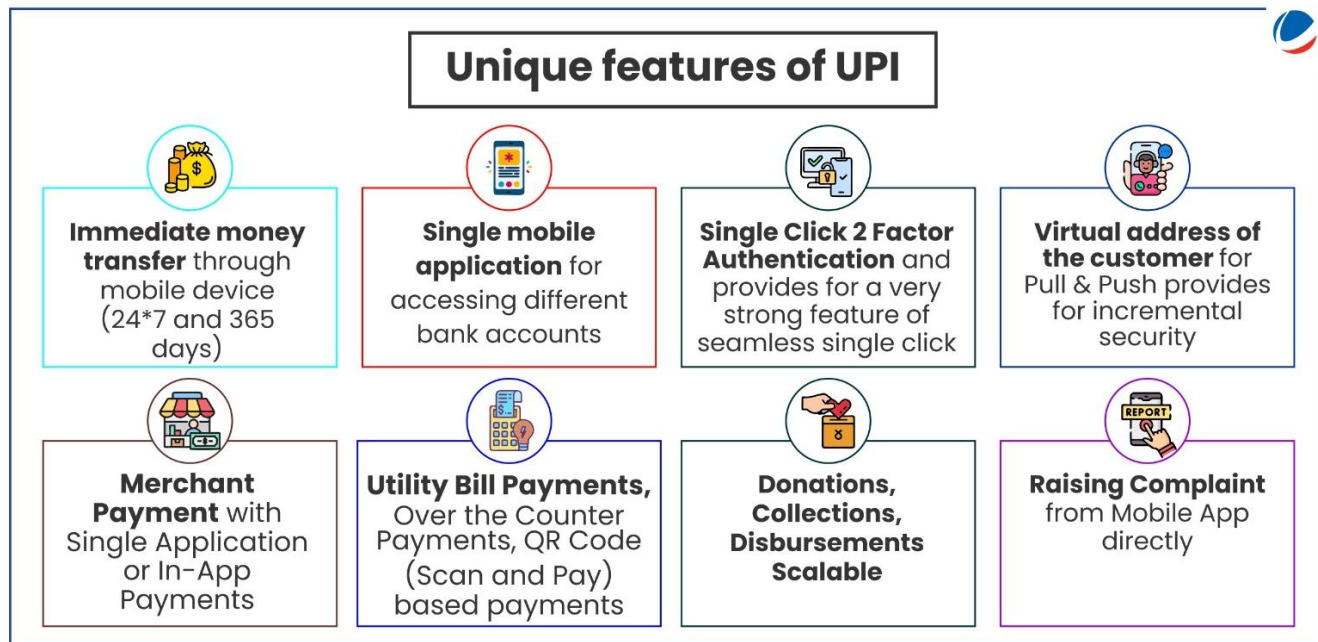 Unique features of UPI
Immediate money
transfer through
mobile device
(24*7 and 365
days)
Single mobile
application for
accessing different
bank accounts
Single Click 2 Factor
Authentication and
provides for a very
strong feature of
seamless single click
Virtual address of
the customer for
Pull & Push provides
for incremental
security
Merchant
Payment with
Single Application
or In-App
Payments
Utility Bill Payments,
Over the Counter
Payments, QR Code
(Scan and Pay)
based payments
Donations,
Collections,
Disbursements
Scalable
REPORT
Raising Complaint
from Mobile App
directly